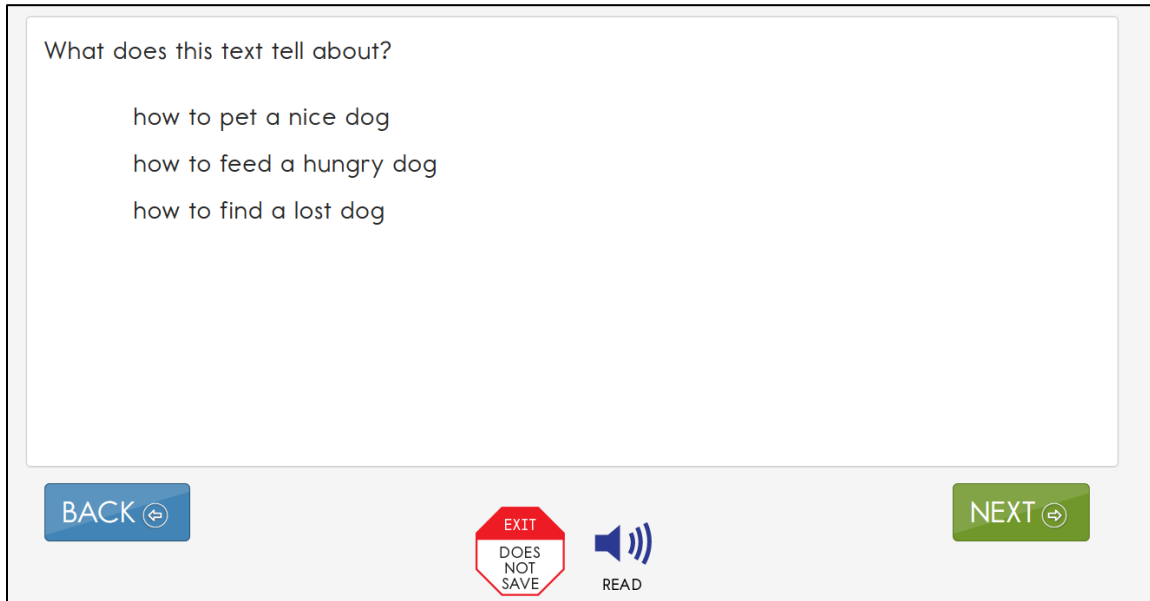 What does this text tell about?
how to pet a nice dog
how to feed a hungry dog
how to find a lost dog
BACK
NEXT
EXIT
DOES
NOT
SAVE
READ